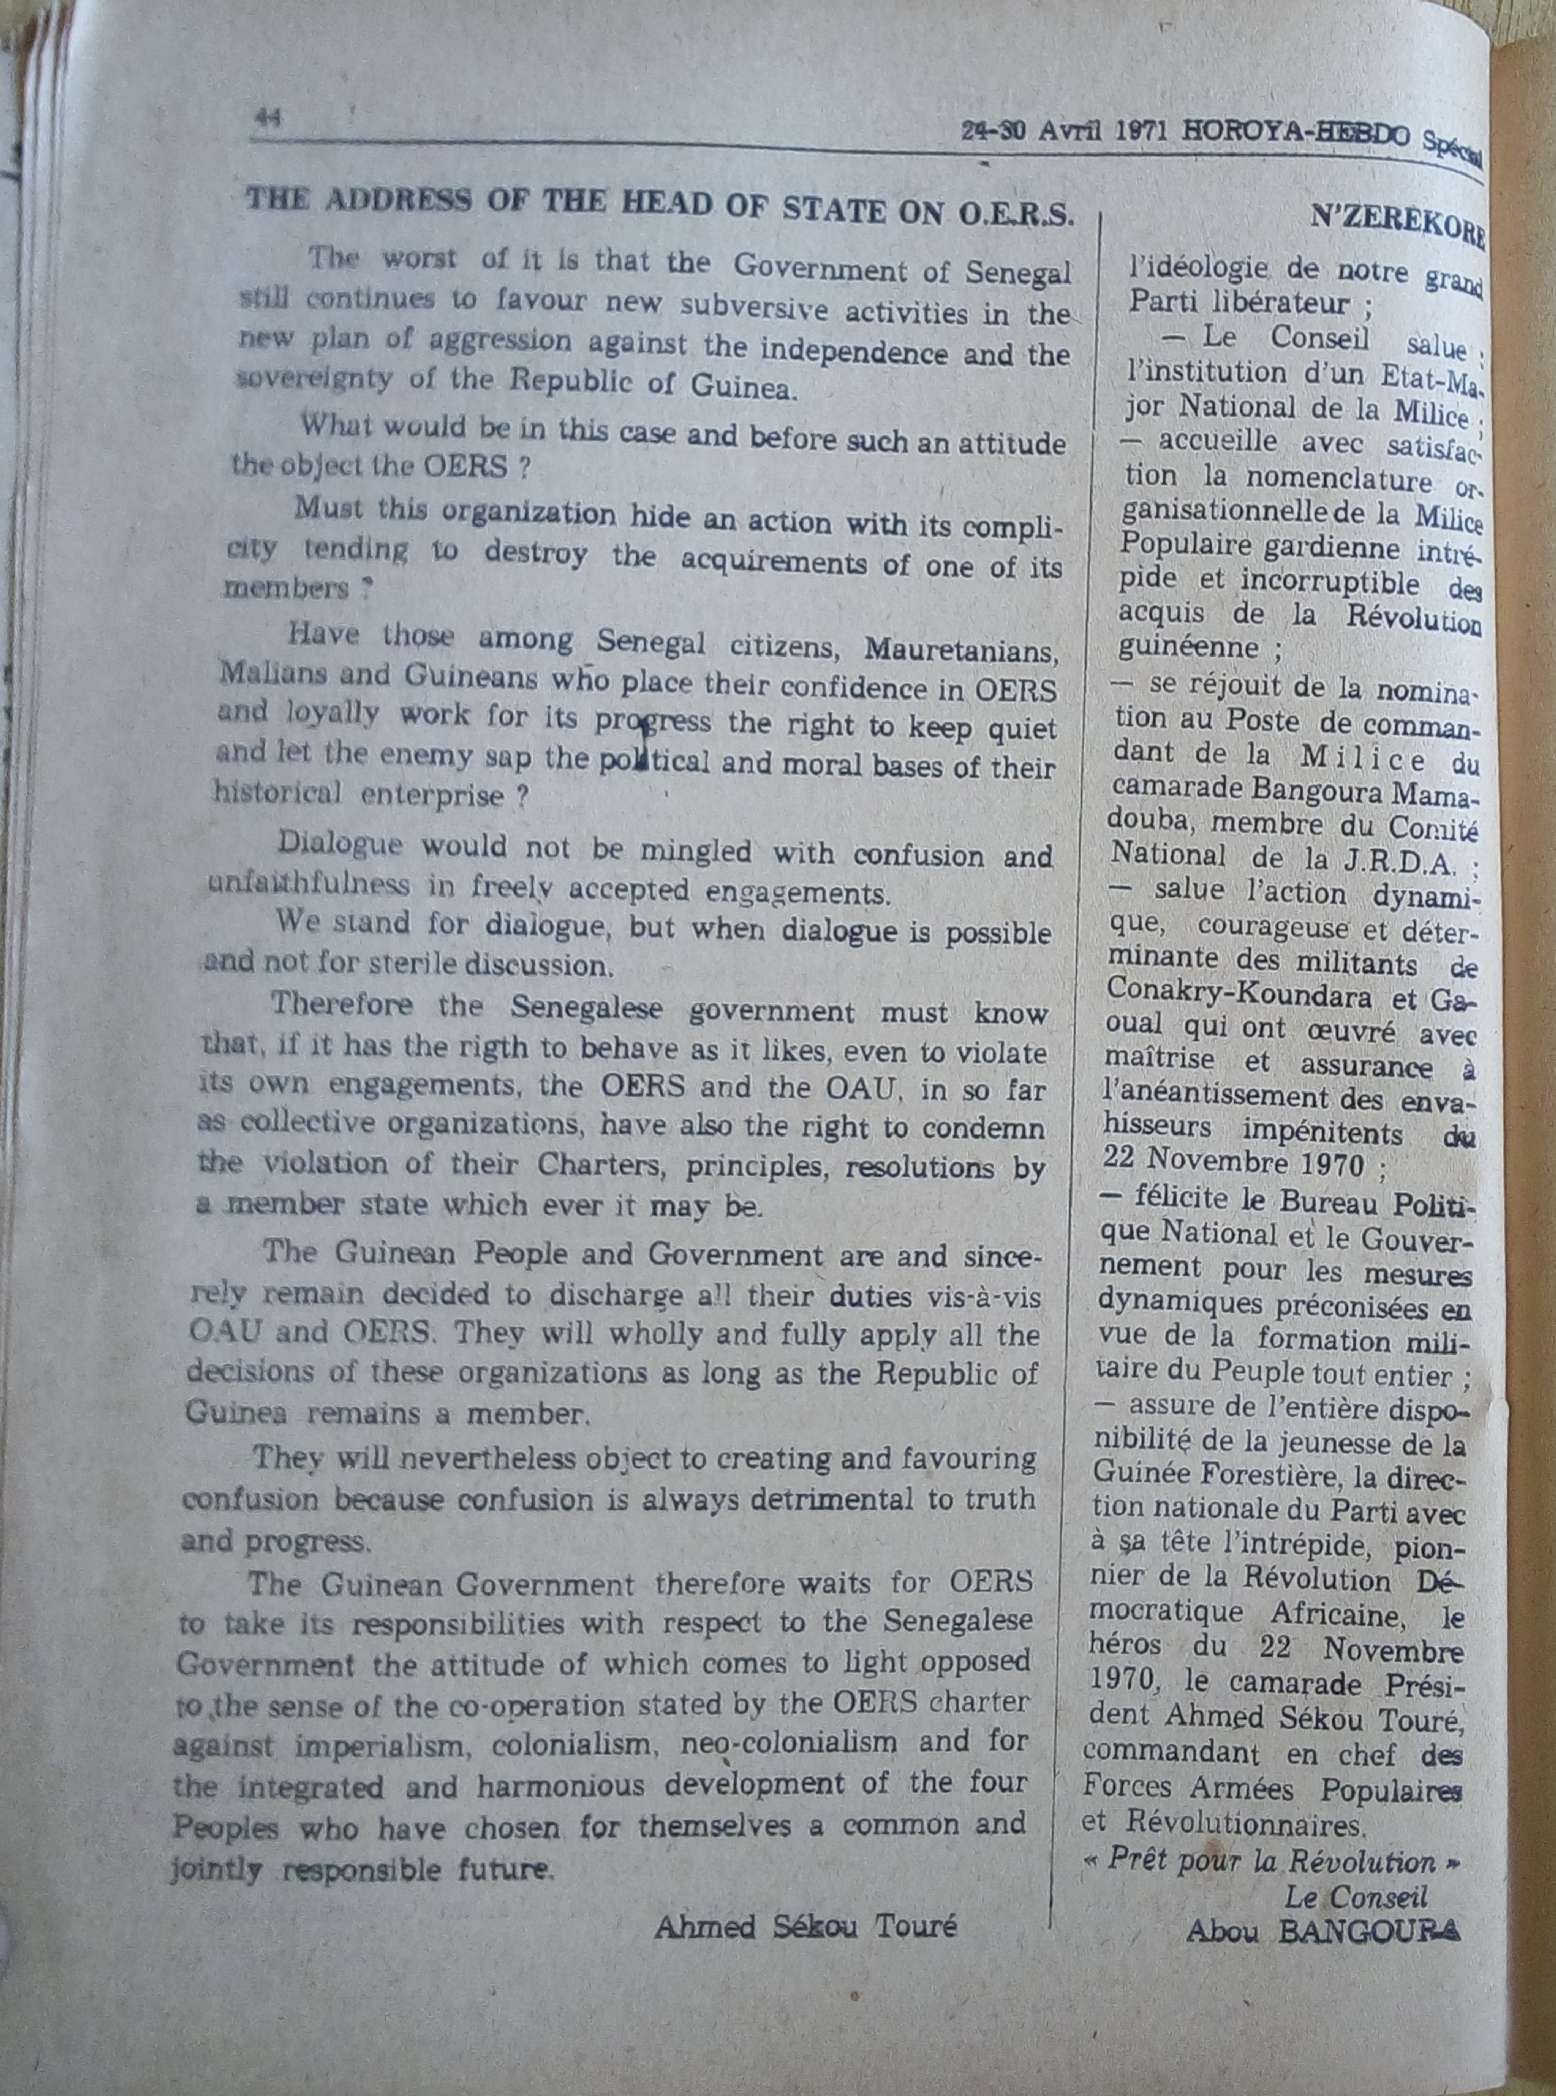 44
24-30 Avril 1971 HOROYA-HEBDO Spécial
THE ADDRESS OF THE HEAD OF STATE ON O.E.R.S.
The worst of it is that the Government of Senegal
still continues to favour new subversive activities in the
new plan of aggression against the independence and the
sovereignty of the Republic of Guinea.
What would be in this case and before such an attitude
the object the OERS ?
Must this organization hide an action with its compli-
city tending to destroy the acquirements of one of its
members ?
Have those among Senegal citizens, Mauretanians,
Malians and Guineans who place their confidence in OERS
and loyally work for its progress the right to keep quiet
and let the enemy sap the political and moral bases of their
historical enterprise ?
Dialogue would not be mingled with confusion and
unfaithfulness in freely accepted engagements.
We stand for dialogue, but when dialogue is possible
and not for sterile discussion.
Therefore the Senegalese government must know
that, if it has the rigth to behave as it likes, even to violate
its own engagements, the OERS and the OAU, in so far
as collective organizations, have also the right to condemn
the violation of their Charters, principles, resolutions by
a member state which ever it may be.
The Guinean People and Government are and since-
rely remain decided to discharge all their duties vis-à-vis
OAU and OERS. They will wholly and fully apply all the
decisions of these organizations as long as the Republic of
Guinea remains a member.
They will nevertheless object to creating and favouring
confusion because confusion is always detrimental to truth
and progress.
The Guinean Government therefore waits for OERS
to take its responsibilities with respect to the Senegalese
Government the attitude of which comes to light opposed
to the sense of the co-operation stated by the OERS charter
against imperialism, colonialism, neo-colonialism and for
the integrated and harmonious development of the four
Peoples who have chosen for themselves a common and
jointly responsible future.
Ahmed Sékou Touré
N'ZEREKORE
l'idéologie de notre grand
Parti libérateur ;
— Le Conseil salue :
l'institution d'un Etat-Ma-
jor National de la Milice ;
— accueille avec satisfac-
tion la nomenclature or-
ganisationnelle de la Milice
Populaire gardienne intré-
pide et incorruptible des
acquis de la Révolution
guinéenne ;
— se réjouit de la nomina-
tion au Poste de comman-
dant de la Milice du
camarade Bangoura Mama-
douba, membre du Comité
National de la J.R.D.A. ;
— salue l'action dynami-
que, courageuse et déter-
minante des militants de
Conakry-Koundara et Ga-
oual qui ont œuvré avec
maîtrise et assurance à
l'anéantissement des enva-
hisseurs impénitents du
22 Novembre 1970 ;
— félicite le Bureau Politi-
que National et le Gouver-
nement pour les mesures
dynamiques préconisées en
vue de la formation mili-
taire du Peuple tout entier ;
— assure de l'entière dispo-
nibilité de la jeunesse de la
Guinée Forestière, la direc-
tion nationale du Parti avec
à sa tête l'intrépide, pion-
nier de la Révolution Dé-
mocratique Africaine, le
héros du 22 Novembre
1970, le camarade Prési-
dent Ahmed Sékou Touré,
commandant en chef des
Forces Armées Populaires
et Révolutionnaires.
« Prêt pour la Révolution »
Le Conseil
Abou BANGOURA